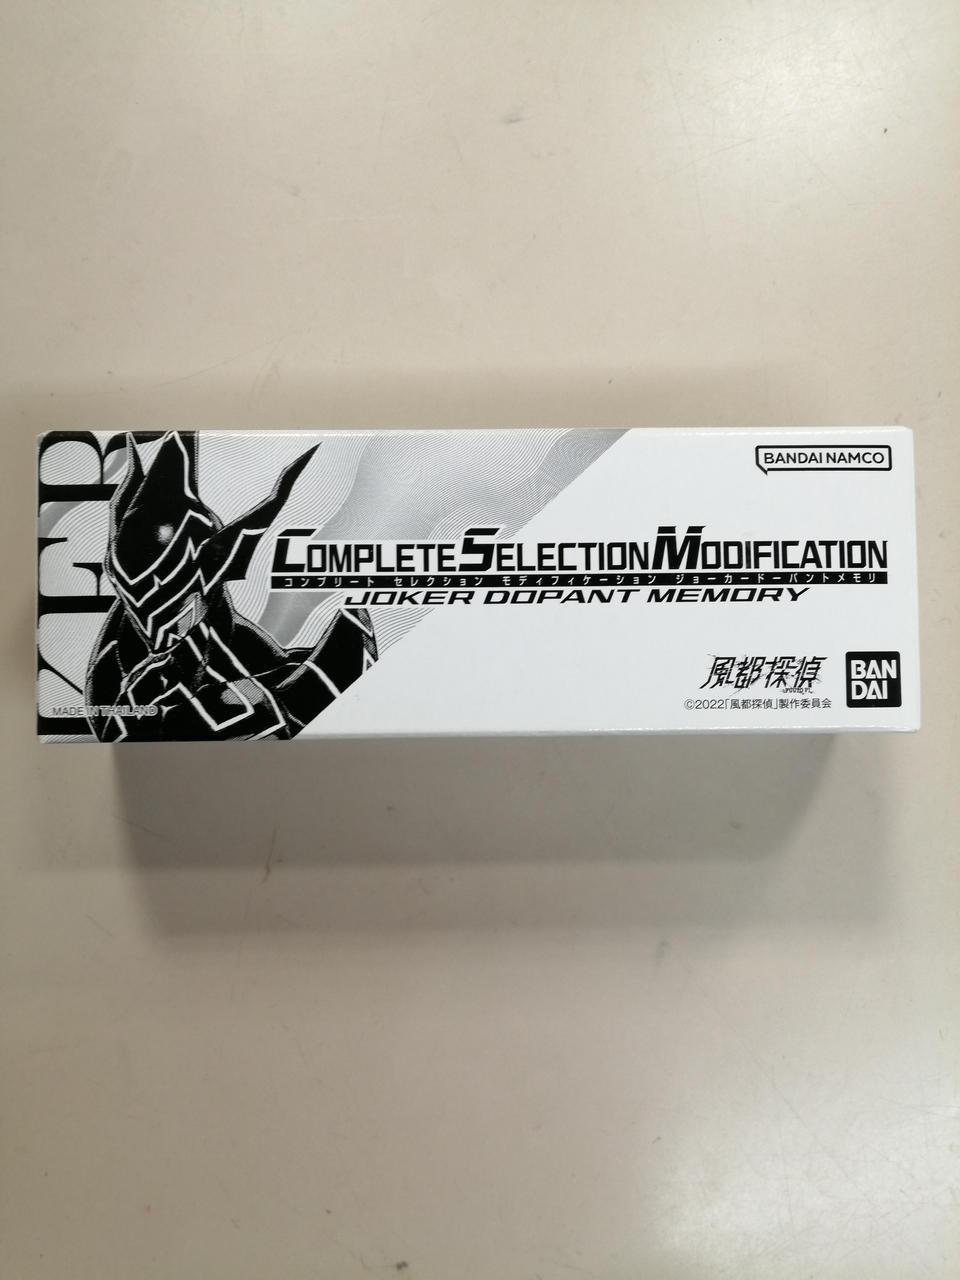 BANDAI NAMCO
COMPLETE SELECTION MODIFICATION
コンプリート セレクション モディフィケーション ジョーカードーパントメモリ
JOKER DOPANT MEMORY
風都探偵
BAN
DAI
©2022「風都探偵」製作委員会
MADE IN THAILAND